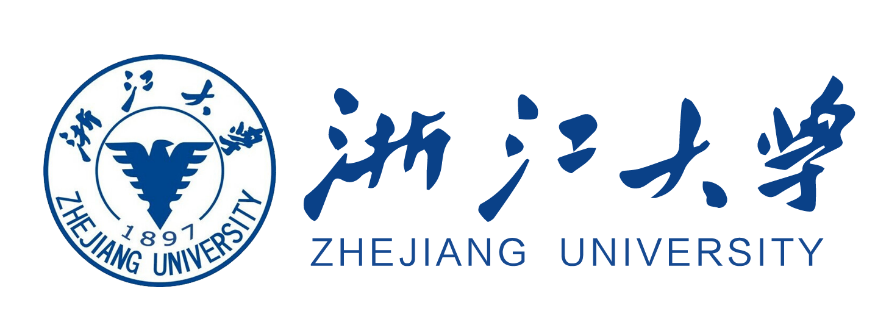 浙江大学
1897
ZHEJIANG UNIVERSITY
浙江大学
ZHEJIANG UNIVERSITY